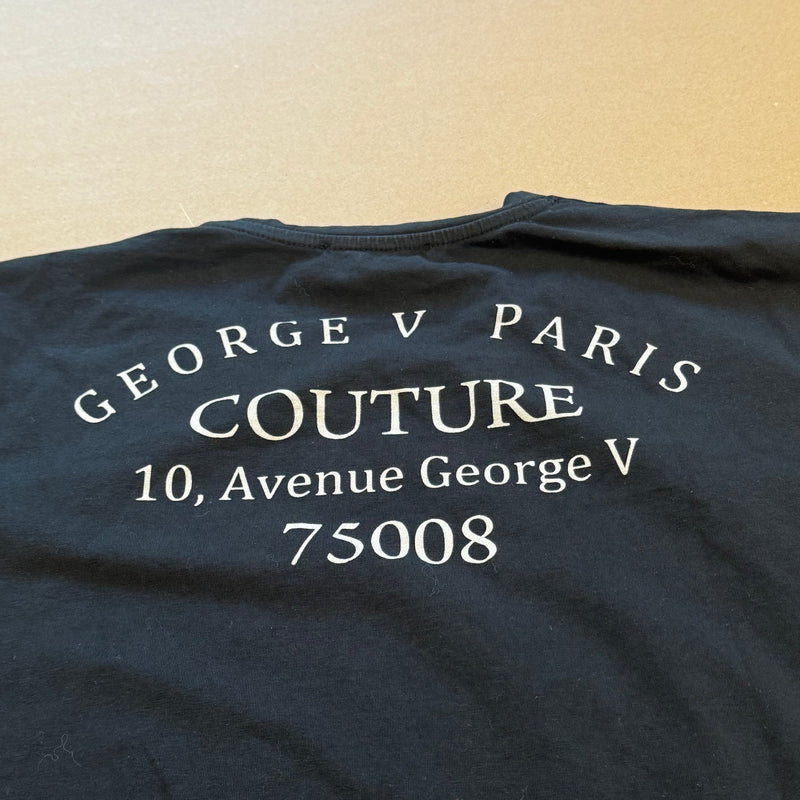 GEORGE V PARIS
COUTURE
10, Avenue George V
75008